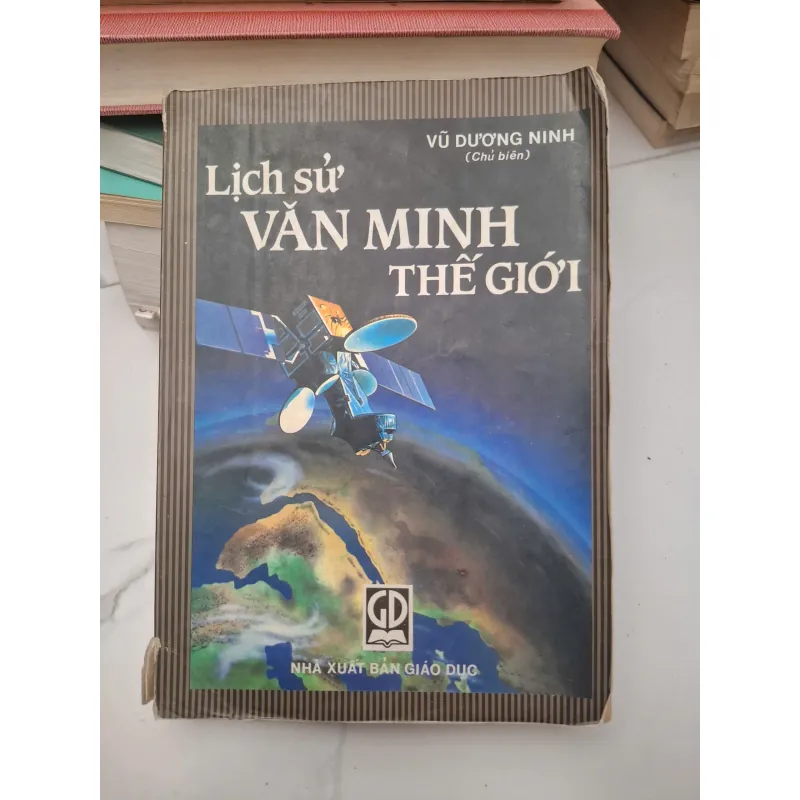 VŨ DƯƠNG NINH
(Chủ biên)
Lịch sử
VĂN MINH
THẾ GIỚI
GD
NHÀ XUẤT BẢN GIÁO DỤC